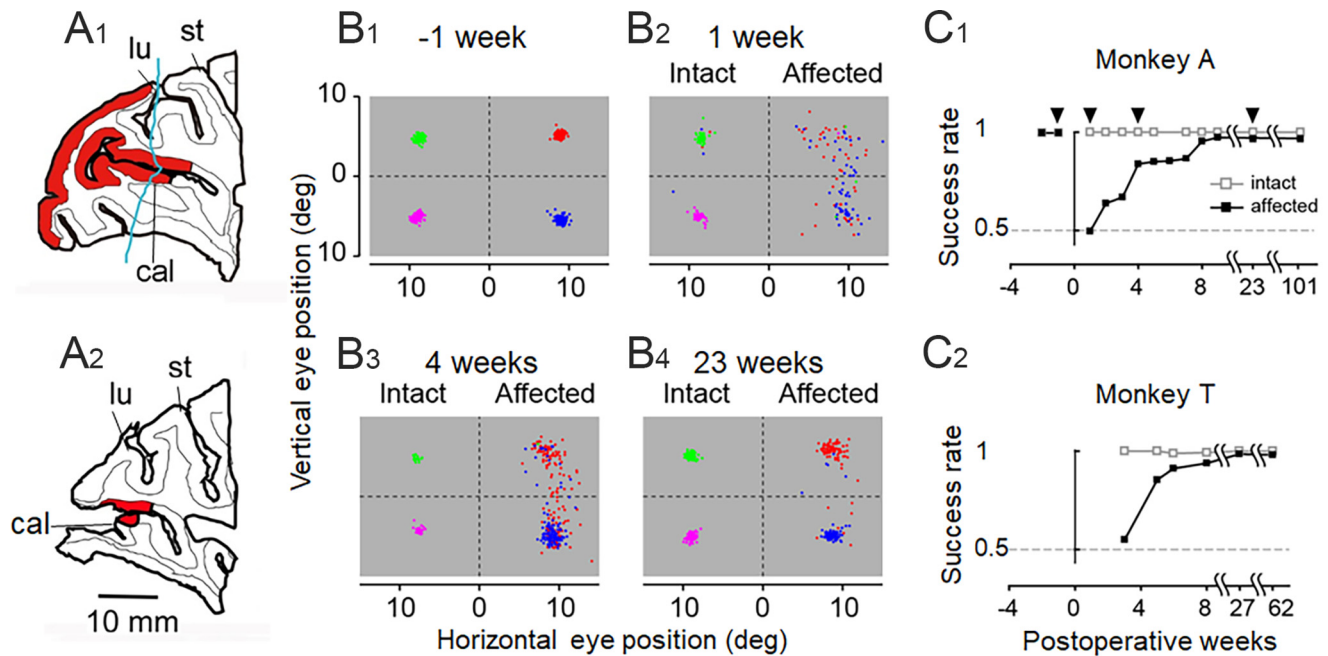 A1
lu
st
cal
A2
lu
st
cal
10 mm
B1
-1 week
B2
1 week
Intact
Affected
10
0
10
10
0
10
10
0
10
Vertical eye position (deg)
B3
4 weeks
Intact
Affected
B4
23 weeks
Intact
Affected
10
0
10
10
0
10
Horizontal eye position (deg)
C1
Monkey A
Success rate
1
0.5
intact
affected
-4
0
4
8
23
101
C2
Monkey T
Success rate
1
0.5
-4
0
4
8
27
62
Postoperative weeks